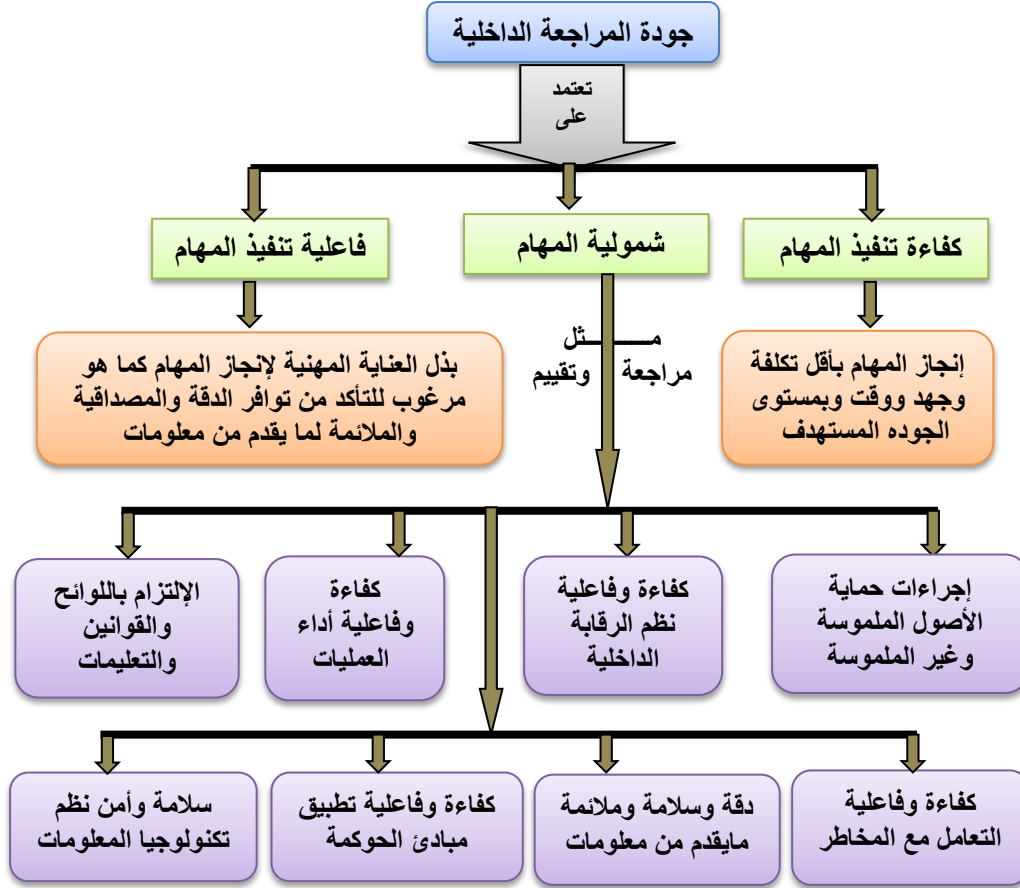 جودة المراجعة الداخلية
تعتمد
على
كفاءة تنفيذ المهام
شمولية المهام
فاعلية تنفيذ المهام
إنجاز المهام بأقل تكلفة
وجهد ووقت وبمستوى
الجوده المستهدف
مـــــــــثل
مراجعة وتقييم
بذل العناية المهنية لإنجاز المهام كما هو
مرغوب للتأكد من توافر الدقة والمصداقية
والملائمة لما يقدم من معلومات
إجراءات حماية
الأصول الملموسة
وغير الملموسة
كفاءة وفاعلية
نظم الرقابة
الداخلية
كفاءة
وفاعلية أداء
العمليات
الإلتزام باللوائح
والقوانين
والتعليمات
كفاءة وفاعلية
التعامل مع المخاطر
دقة وسلامة وملائمة
مايقدم من معلومات
كفاءة وفاعلية تطبيق
مبادئ الحوكمة
سلامة وأمن نظم
تكنولوجيا المعلومات